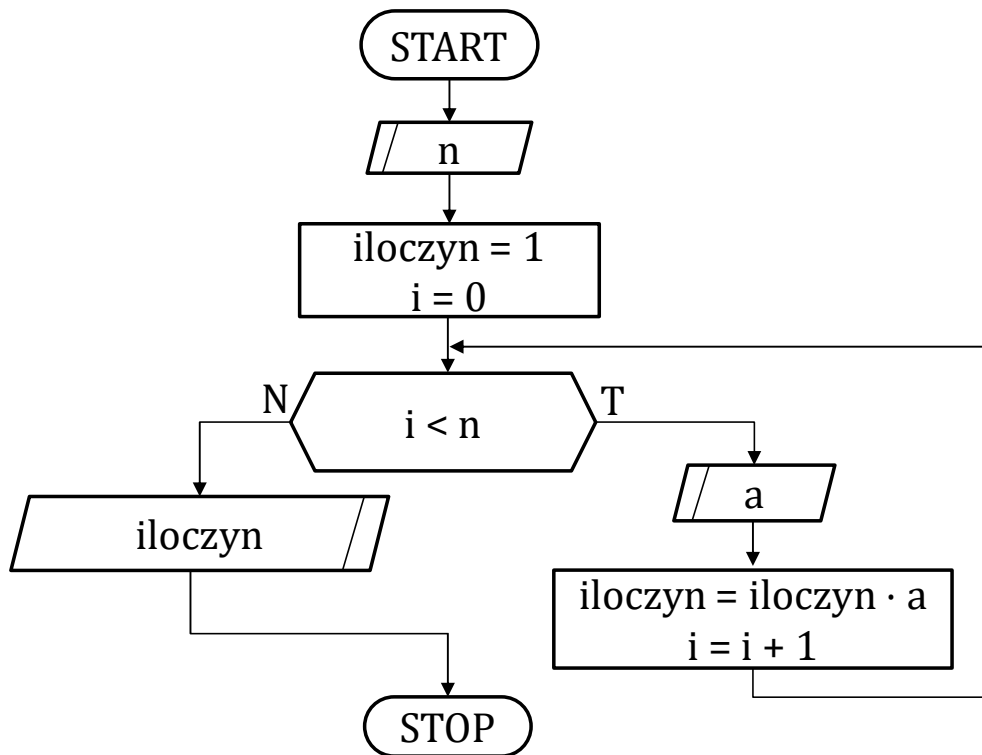 START
n
iloczyn = 1
i = 0
N
i < n
T
a
iloczyn
iloczyn = iloczyn · a
i = i + 1
STOP